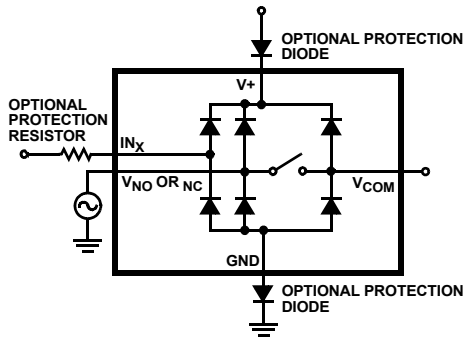 OPTIONAL PROTECTION
DIODE
V+
OPTIONAL
PROTECTION
RESISTOR
INX
VNO OR NC
VCOM
GND
OPTIONAL PROTECTION
DIODE